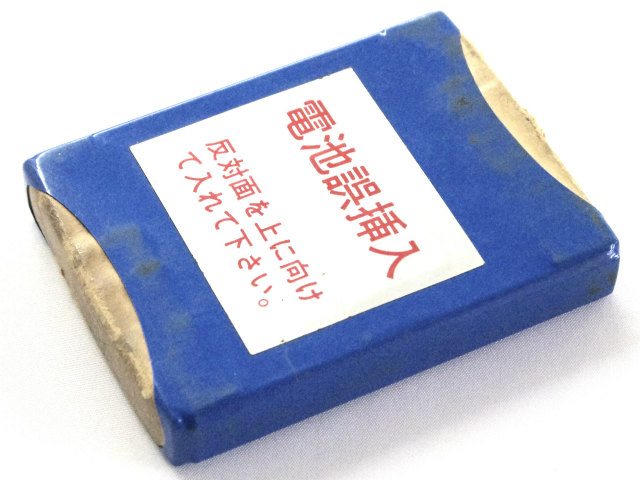 電池誤挿入
反対面を上に向け
て入れて下さい。